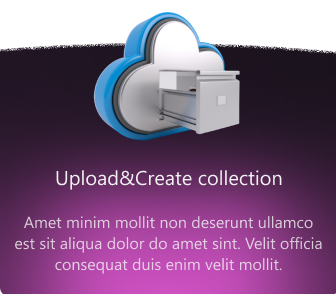 Upload&Create collection
Amet minim mollit non deserunt ullamco
est sit aliqua dolor do amet sint. Velit officia
consequat duis enim velit mollit.